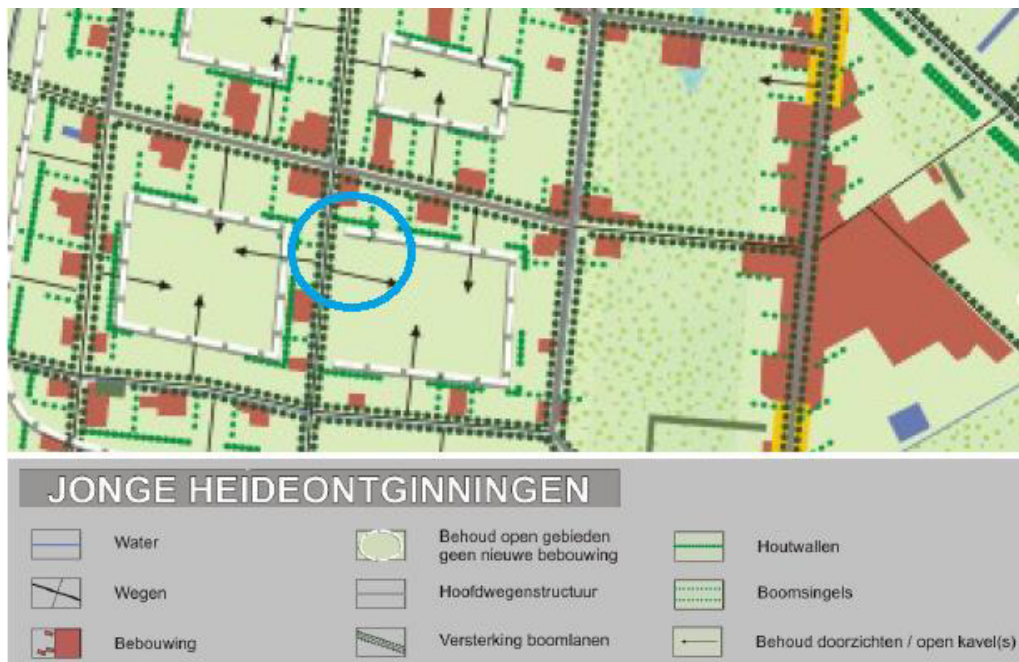 JONGE HEIDEONTGINNINGEN
Water
Behoud open gebieden
geen nieuwe bebouwing
Houtwallen
Wegen
Hoofdwegenstructuur
Boomsingels
Bebouwing
Versterking boomlanen
Behoud doorzichten / open kavel(s)